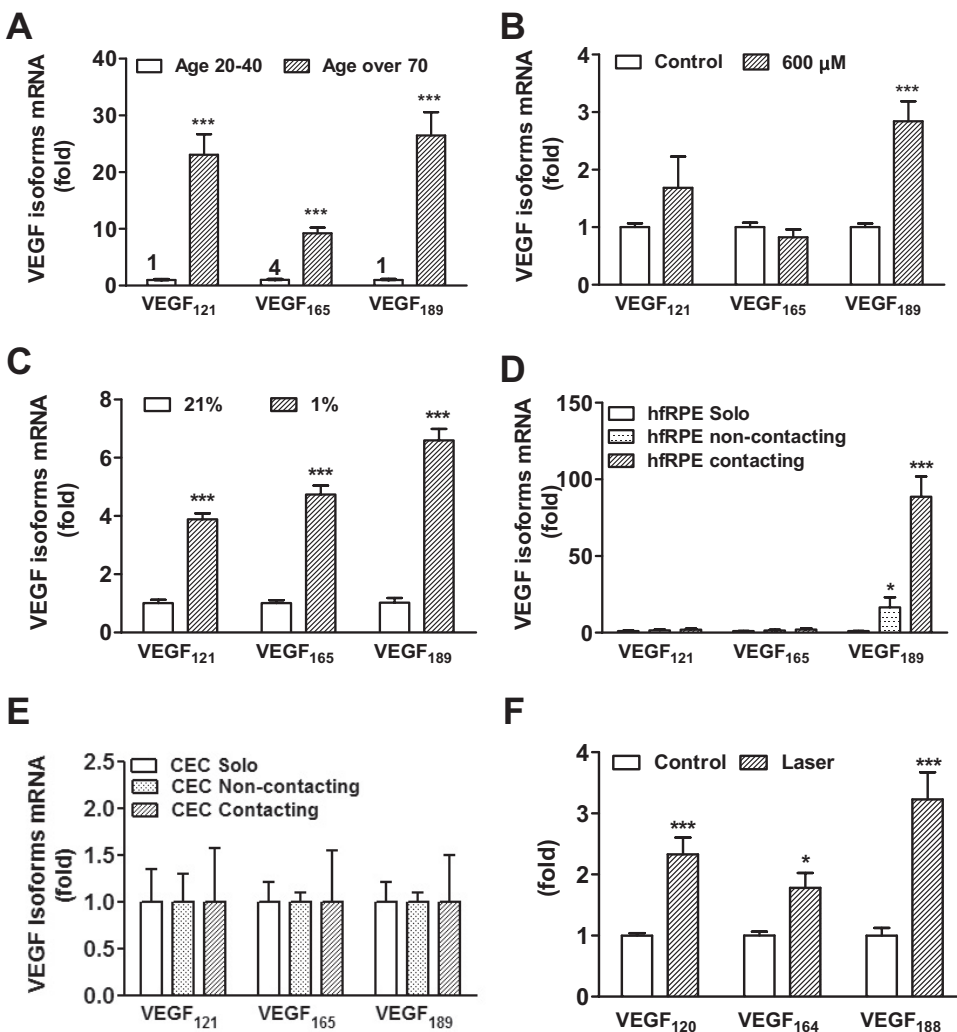 A
VEGF isoforms mRNA
(fold)
40
30
20
10
0
Age 20-40 Age over 70
***
***
***
1
4
1
VEGF121 VEGF165 VEGF189
B
VEGF isoforms mRNA
(fold)
4
3
2
1
0
Control 600 µM
***
VEGF121 VEGF165 VEGF189
C
VEGF isoforms mRNA
(fold)
8
6
4
2
0
21% 1%
***
***
***
VEGF121 VEGF165 VEGF189
D
VEGF isoforms mRNA
(fold)
150
100
50
0
hfRPE Solo
hfRPE non-contacting
hfRPE contacting
***
*
VEGF121 VEGF165 VEGF189
E
VEGF Isoforms mRNA
(fold)
2.5
2.0
1.5
1.0
0.5
0.0
CEC Solo
CEC Non-contacting
CEC Contacting
VEGF121 VEGF165 VEGF189
F
(fold)
4
3
2
1
0
Control Laser
***
***
*
VEGF120 VEGF164 VEGF188